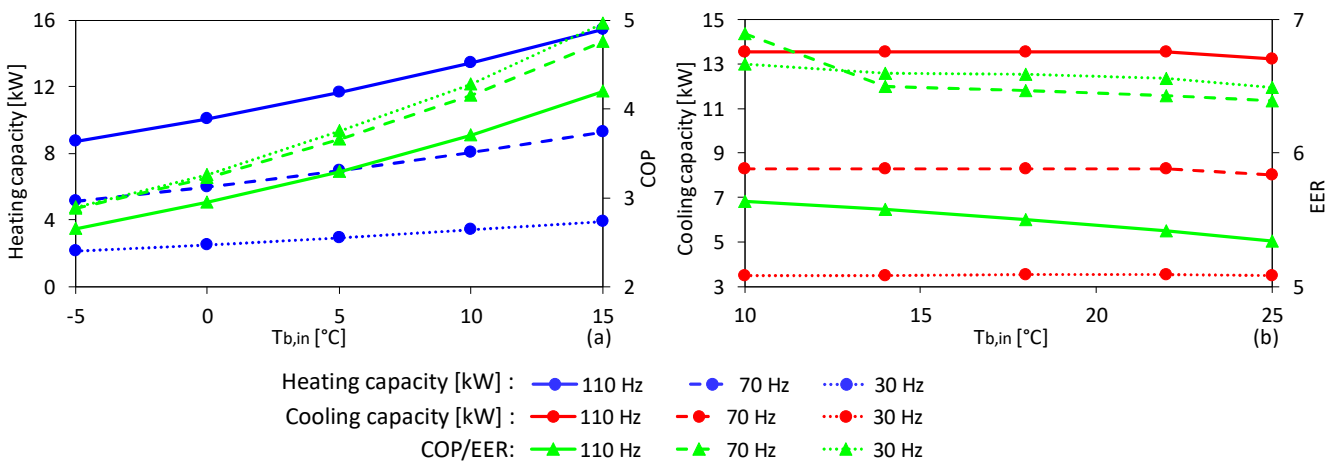 16
12
8
4
0
Heating capacity [kW]
5
4
3
2
COP
-5
0
5
10
15
Tb,in [°C]
(a)
15
13
11
9
7
5
3
Cooling capacity [kW]
7
6
5
EER
10
15
20
25
Tb,in [°C]
(b)
Heating capacity [kW] : 110 Hz 70 Hz 30 Hz
Cooling capacity [kW] : 110 Hz 70 Hz 30 Hz
COP/EER: 110 Hz 70 Hz 30 Hz